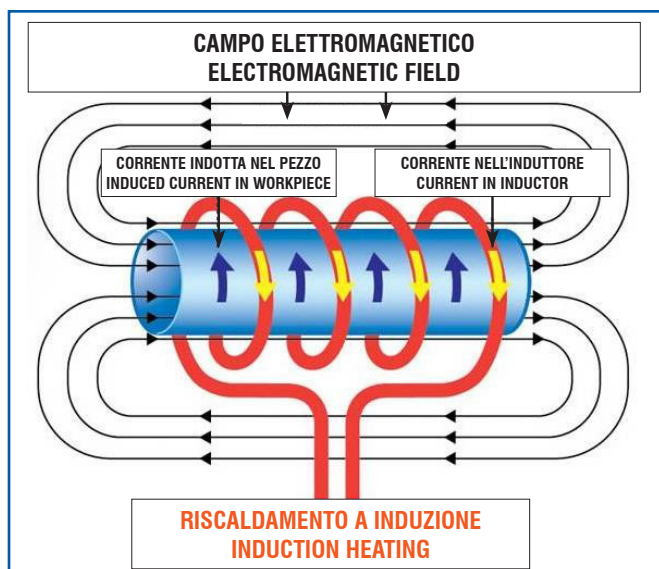 CAMPO ELETTROMAGNETICO
ELECTROMAGNETIC FIELD
CORRENTE INDOTTA NEL PEZZO
INDUCED CURRENT IN WORKPIECE
CORRENTE NELL'INDUTTORE
CURRENT IN INDUCTOR
RISCALDAMENTO A INDUZIONE
INDUCTION HEATING